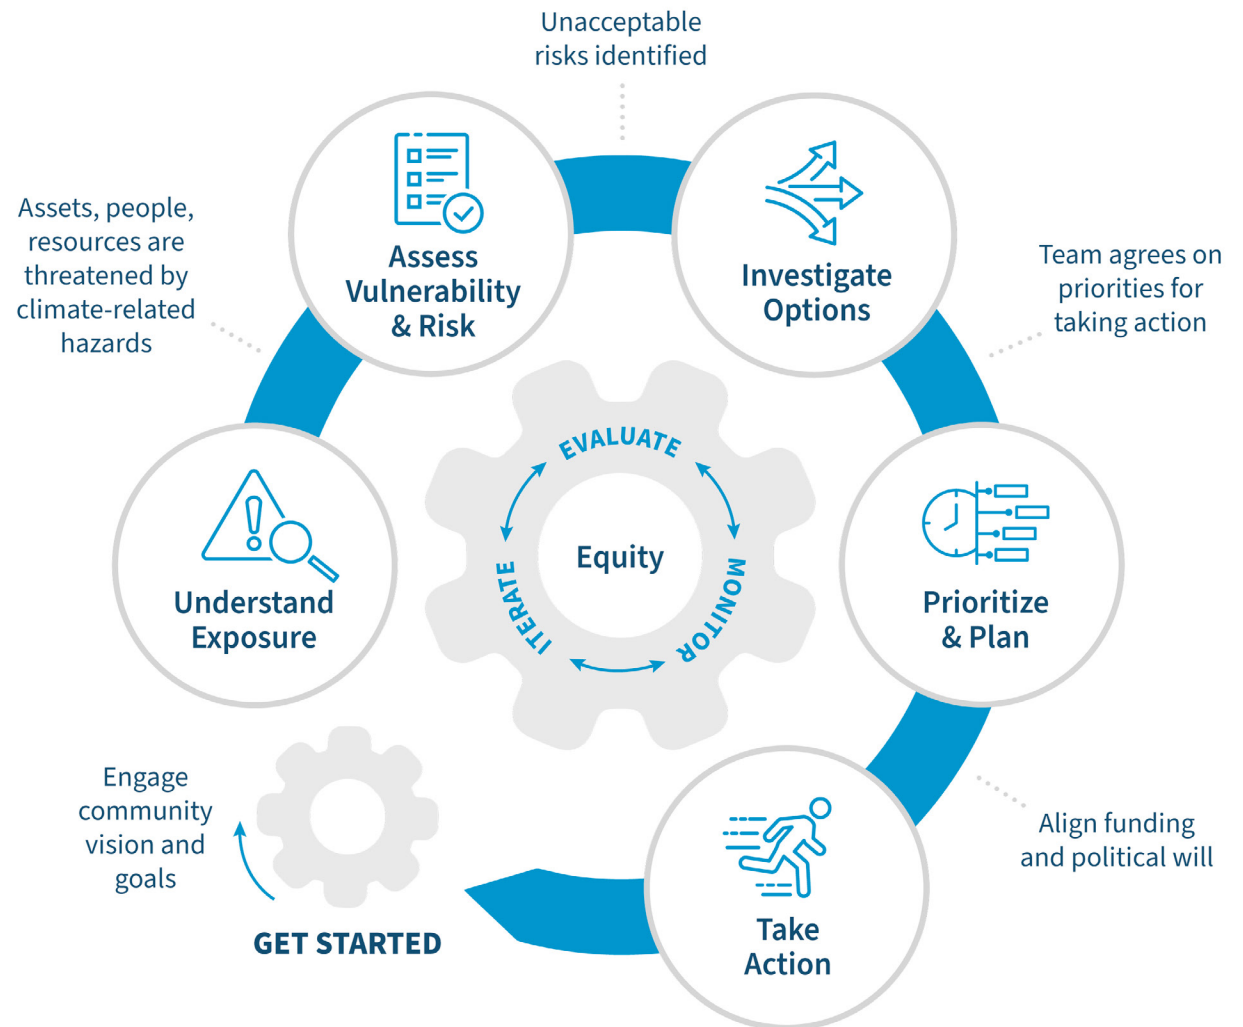 Unacceptable
risks identified
Assets, people,
resources are
threatened by
climate-related
hazards
Assess
Vulnerability
& Risk
Investigate
Options
Team agrees on
priorities for
taking action
EVALUATE
MONITOR
ITERATE
Equity
Understand
Exposure
Prioritize
& Plan
Engage
community
vision and
goals
GET STARTED
Align funding
and political will
Take
Action